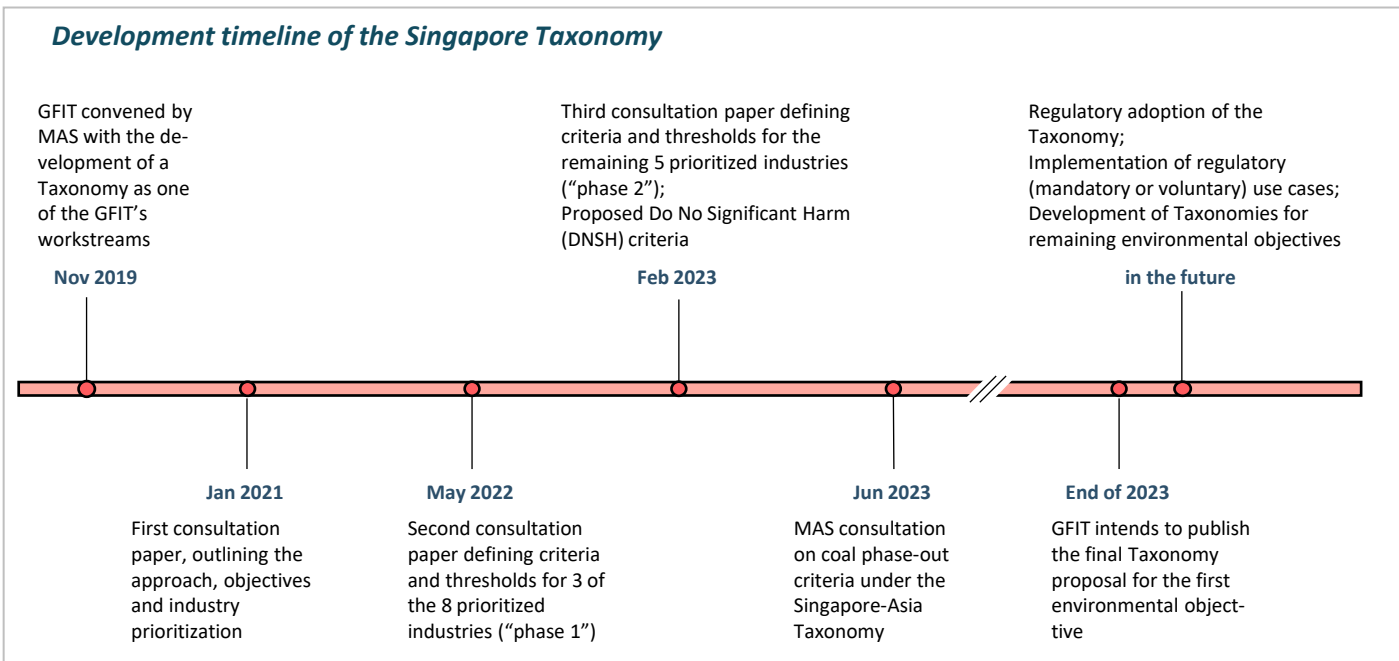 Development timeline of the Singapore Taxonomy
GFIT convened by
MAS with the de-
velopment of a
Taxonomy as one
of the GFIT’s
workstreams
Nov 2019
Third consultation paper defining
criteria and thresholds for the
remaining 5 prioritized industries
(“phase 2”);
Proposed Do No Significant Harm
(DNSH) criteria
Feb 2023
Regulatory adoption of the
Taxonomy;
Implementation of regulatory
(mandatory or voluntary) use cases;
Development of Taxonomies for
remaining environmental objectives
in the future
Jan 2021
First consultation
paper, outlining the
approach, objectives
and industry
prioritization
May 2022
Second consultation
paper defining criteria
and thresholds for 3 of
the 8 prioritized
industries (“phase 1”)
Jun 2023
MAS consultation
on coal phase-out
criteria under the
Singapore-Asia
Taxonomy
End of 2023
GFIT intends to publish
the final Taxonomy
proposal for the first
environmental object-
tive